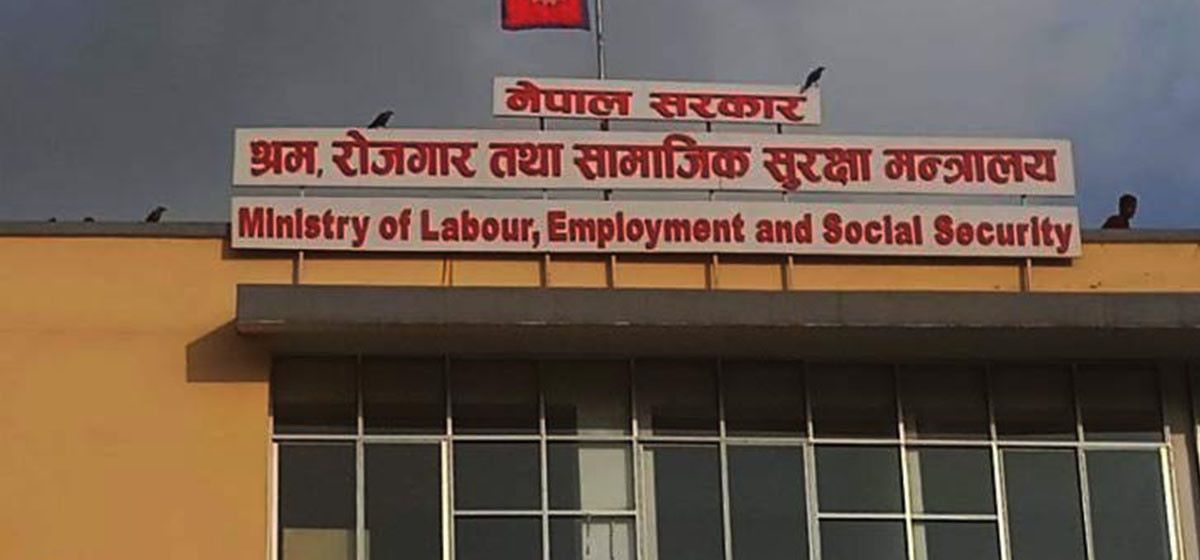 नेपाल सरकार
श्रम, रोजगार तथा सामाजिक सुरक्षा मन्त्रालय
Ministry of Labour, Employment and Social Security